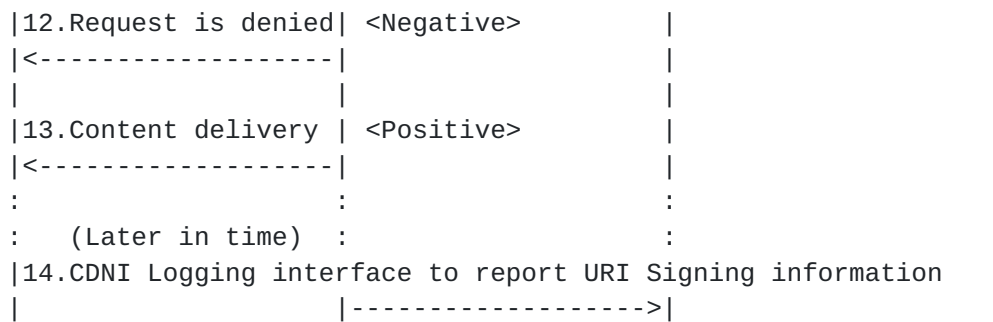 |12.Request is denied| <Negative>         |
|<-------------------|                    |
|                    |                    |
|13.Content delivery | <Positive>         |
|<-------------------|                    |
:                    :                    :
:   (Later in time)  :                    :
|14.CDNI Logging interface to report URI Signing information
|                    |------------------->|